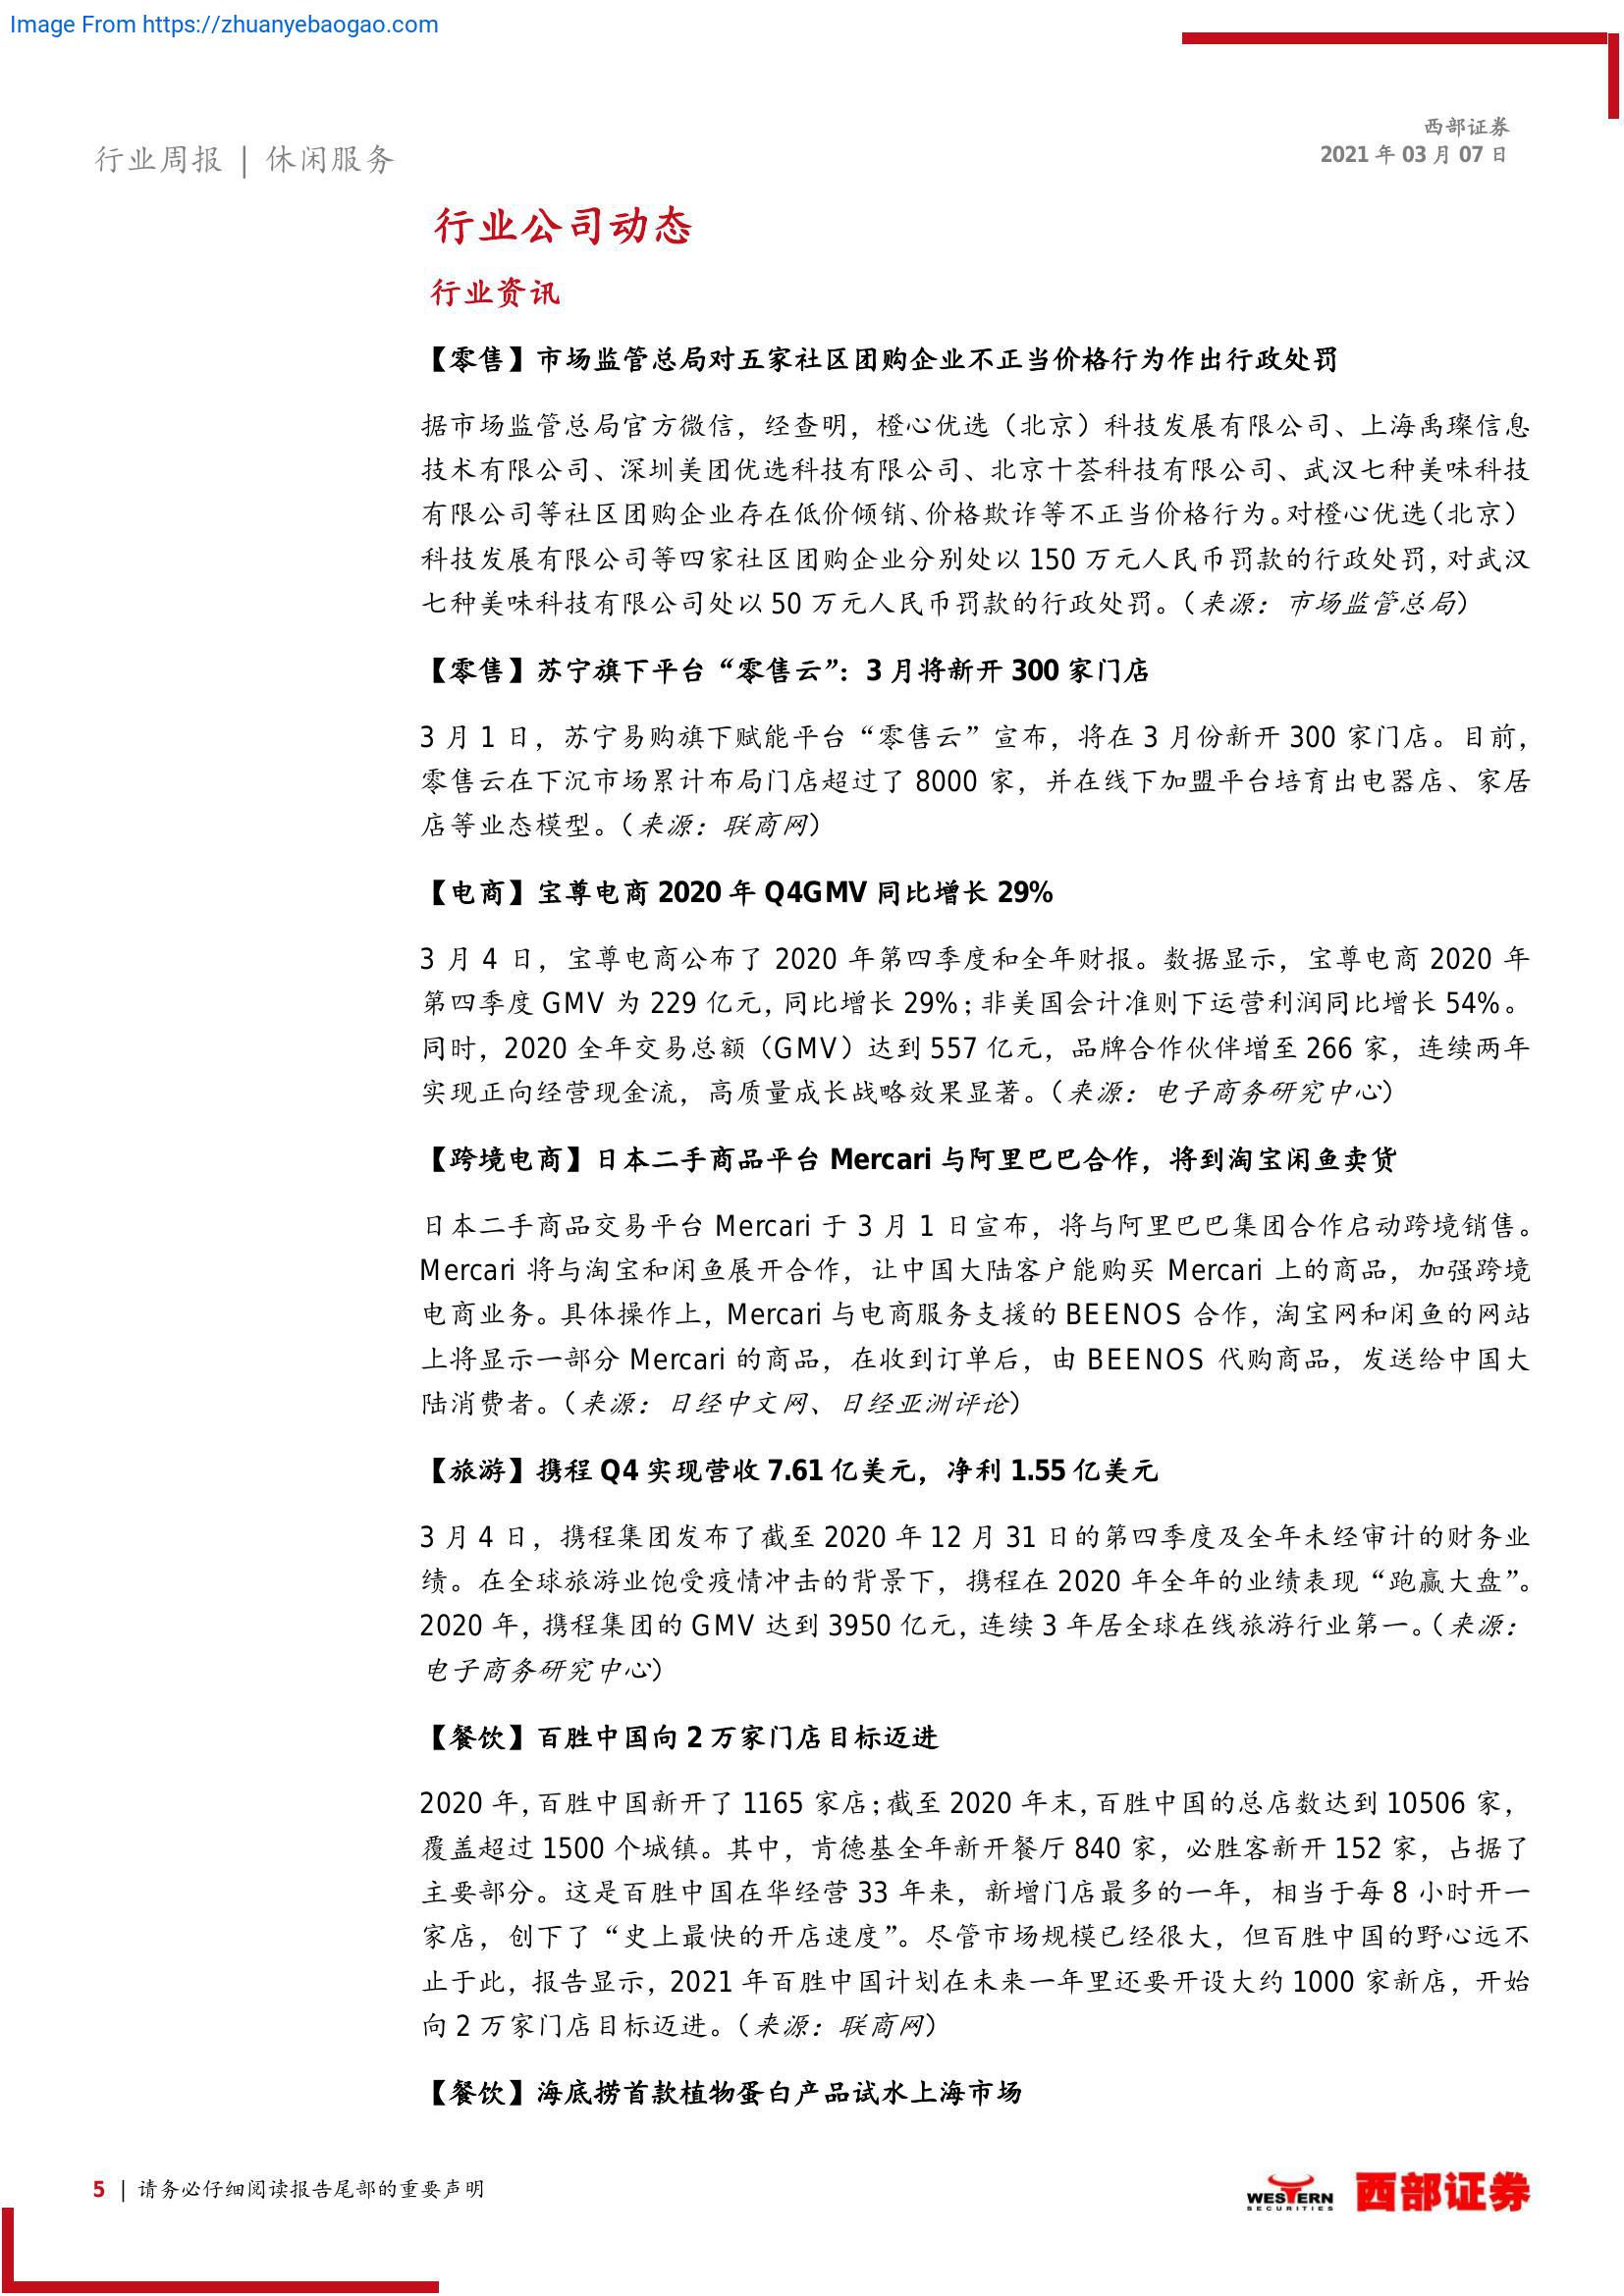 Image From https://zhuanyebaogao.com
行业周报 | 休闲服务
西部证券
2021 年 03 月 07 日
行业公司动态
行业资讯
【零售】市场监管总局对五家社区团购企业不正当价格行为作出行政处罚
据市场监管总局官方微信，经查明，橙心优选（北京）科技发展有限公司、上海禹璨信息
技术有限公司、深圳美团优选科技有限公司、北京十荟科技有限公司、武汉七种美味科技
有限公司等社区团购企业存在低价倾销、价格欺诈等不正当价格行为。对橙心优选（北京）
科技发展有限公司等四家社区团购企业分别处以 150 万元人民币罚款的行政处罚，对武汉
七种美味科技有限公司处以 50 万元人民币罚款的行政处罚。（来源：市场监管总局）
【零售】苏宁旗下平台“零售云”：3 月将新开 300 家门店
3 月 1 日，苏宁易购旗下赋能平台“零售云”宣布，将在 3 月份新开 300 家门店。目前，
零售云在下沉市场累计布局门店超过了 8000 家，并在线下加盟平台培育出电器店、家居
店等业态模型。（来源：联商网）
【电商】宝尊电商 2020 年 Q4GMV 同比增长 29%
3 月 4 日，宝尊电商公布了 2020 年第四季度和全年财报。数据显示，宝尊电商 2020 年
第四季度 GMV 为 229 亿元，同比增长 29%；非美国会计准则下运营利润同比增长 54%。
同时，2020 全年交易总额（GMV）达到 557 亿元，品牌合作伙伴增至 266 家，连续两年
实现正向经营现金流，高质量成长战略效果显著。（来源：电子商务研究中心）
【跨境电商】日本二手商品平台 Mercari 与阿里巴巴合作，将到淘宝闲鱼卖货
日本二手商品交易平台 Mercari 于 3 月 1 日宣布，将与阿里巴巴集团合作启动跨境销售。
Mercari 将与淘宝和闲鱼展开合作，让中国大陆客户能购买 Mercari 上的商品，加强跨境
电商业务。具体操作上，Mercari 与电商服务支援的 BEENOS 合作，淘宝网和闲鱼的网站
上将显示一部分 Mercari 的商品，在收到订单后，由 BEENOS 代购商品，发送给中国大
陆消费者。（来源：日经中文网、日经亚洲评论）
【旅游】携程 Q4 实现营收 7.61 亿美元，净利 1.55 亿美元
3 月 4 日，携程集团发布了截至 2020 年 12 月 31 日的第四季度及全年未经审计的财务业
绩。在全球旅游业饱受疫情冲击的背景下，携程在 2020 年全年的业绩表现“跑赢大盘”。
2020 年，携程集团的 GMV 达到 3950 亿元，连续 3 年居全球在线旅游行业第一。（来源：
电子商务研究中心）
【餐饮】百胜中国向 2 万家门店目标迈进
2020 年，百胜中国新开了 1165 家店；截至 2020 年末，百胜中国的总店数达到 10506 家，
覆盖超过 1500 个城镇。其中，肯德基全年新开餐厅 840 家，必胜客新开 152 家，占据了
主要部分。这是百胜中国在华经营 33 年来，新增门店最多的一年，相当于每 8 小时开一
家店，创下了“史上最快的开店速度”。尽管市场规模已经很大，但百胜中国的野心远不
止于此，报告显示，2021 年百胜中国计划在未来一年里还要开设大约 1000 家新店，开始
向 2 万家门店目标迈进。（来源：联商网）
【餐饮】海底捞首款植物蛋白产品试水上海市场
5 | 请务必仔细阅读报告尾部的重要声明
WESTERN
SECURITIES
西部证券